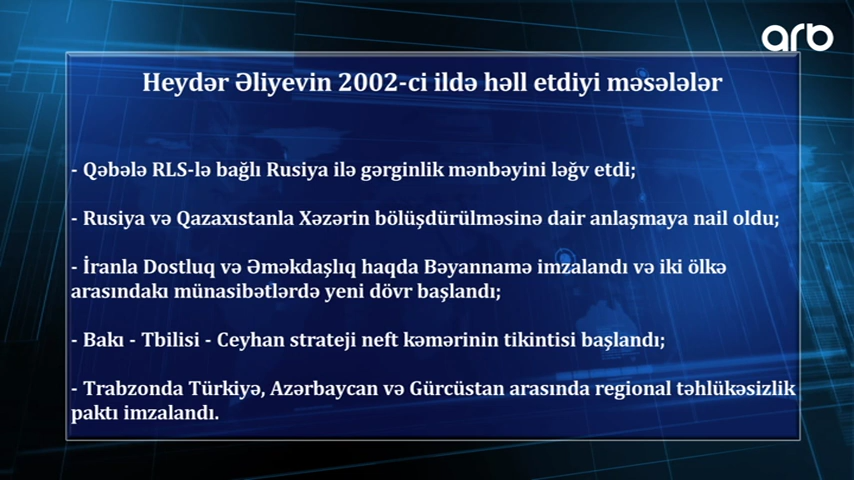 arb
Heydər Əliyevin 2002-ci ildə həll etdiyi məsələlər
- Qəbələ RLS-lə bağlı Rusiya ilə gərginlik mənbəyini ləğv etdi;
- Rusiya və Qazaxıstanla Xəzərin bölüşdürülməsinə dair anlaşmaya nail oldu;
- İranla Dostluq və Əməkdaşlıq haqda Bəyannamə imzalandı və iki ölkə
arasındakı münasibətlərdə yeni dövr başlandı;
- Bakı - Tbilisi - Ceyhan strateji neft kəmərinin tikintisi başlandı;
- Trabzonda Türkiyə, Azərbaycan və Gürcüstan arasında regional təhlükəsizlik
paktı imzalandı.